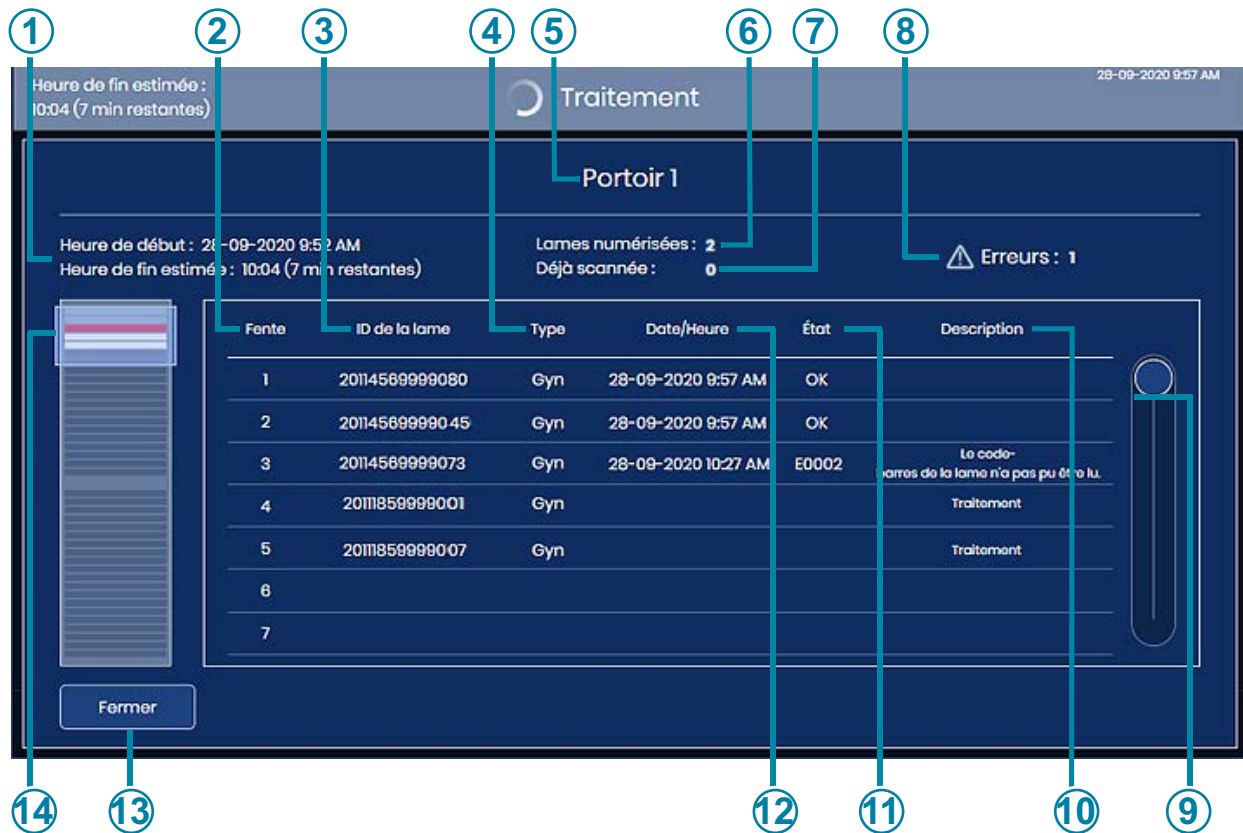 1 2 3 4 5 6 7 8
Heure de fin estimée :
10:04 (7 min restantes)
Traitement
28-09-2020 9:57 AM
Portoir 1
Heure de début : 28-09-2020 9:52 AM
Heure de fin estimée : 10:04 (7 min restantes)
Lames numérisées : 2
Déjà scannée : 0
Erreurs : 1
Fente ID de la lame Type Date/Heure État Description
1 20114569999080 Gyn 28-09-2020 9:57 AM OK
2 20114569999045 Gyn 28-09-2020 9:57 AM OK
3 20114569999073 Gyn 28-09-2020 10:27 AM E0002 Le code-
barres de la lame n'a pas pu être lu.
4 20111859999001 Gyn Traitement
5 20111859999007 Gyn Traitement
6
7
Fermer
14 13 12 11 10 9